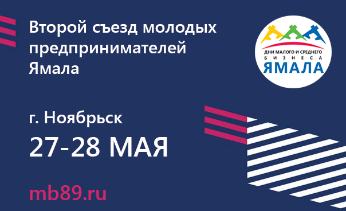 Второй съезд молодых
предпринимателей
Ямала
ДНИ МАЛОГО И СРЕДНЕГО
БИЗНЕСА
ЯМАЛА
г. Ноябрьск
27-28 МАЯ
mb89.ru